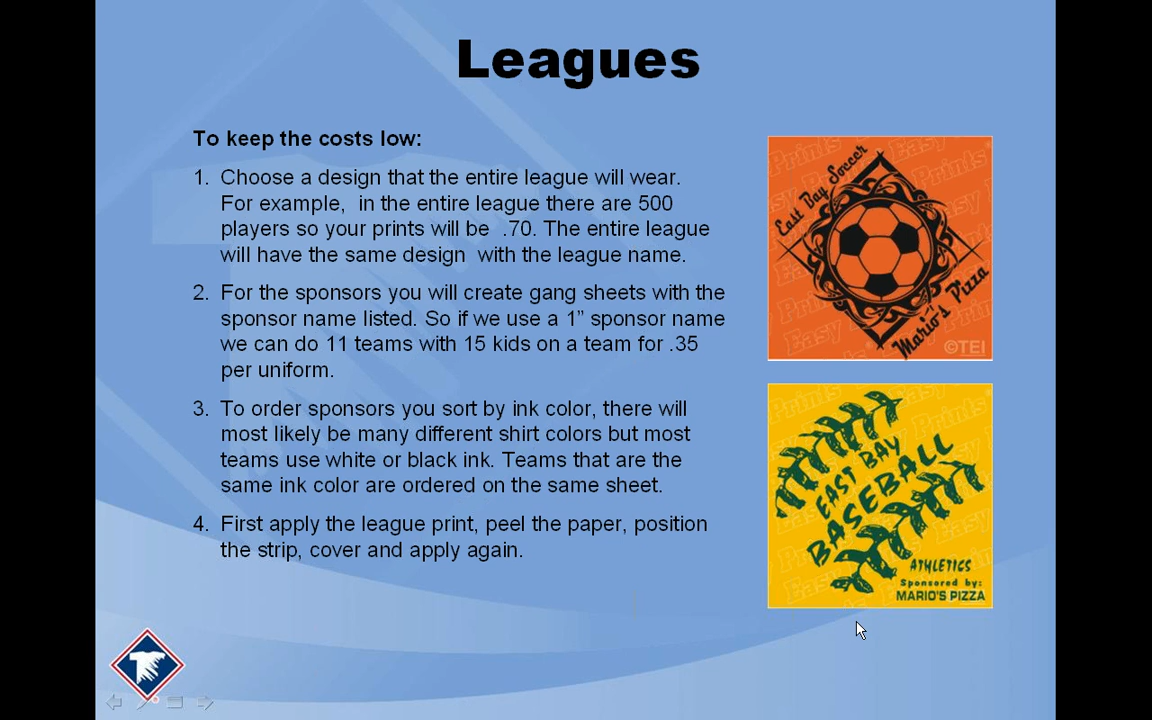 Leagues
To keep the costs low:
1. Choose a design that the entire league will wear.
For example, in the entire league there are 500
players so your prints will be .70. The entire league
will have the same design with the league name.
2. For the sponsors you will create gang sheets with the
sponsor name listed. So if we use a 1” sponsor name
we can do 11 teams with 15 kids on a team for .35
per uniform.
3. To order sponsors you sort by ink color, there will
most likely be many different shirt colors but most
teams use white or black ink. Teams that are the
same ink color are ordered on the same sheet.
4. First apply the league print, peel the paper, position
the strip, cover and apply again.
East Bay Soccer
Mario's Pizza
©TEI
EAST BAY
BASEBALL
ATHLETICS
Sponsored by:
MARIO'S PIZZA